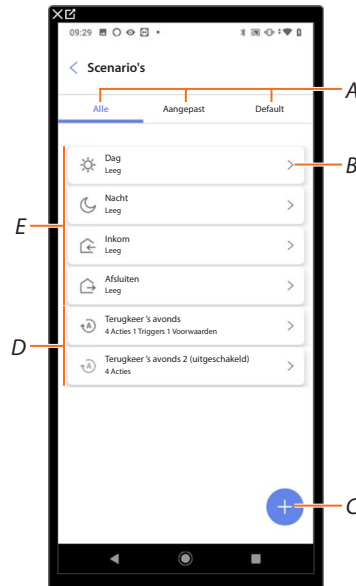 09:29
Scenario's
A
Alle Aangepast Default
B
Dag
Leeg
Nacht
Leeg
E
Inkom
Leeg
Afsluiten
Leeg
Terugkeer 's avonds
4 Acties 1 Triggers 1 Voorwaarden
D
Terugkeer 's avonds 2 (uitgeschakeld)
4 Acties
C